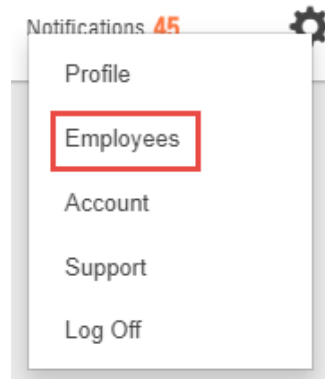 Notifications 45
Profile
Employees
Account
Support
Log Off